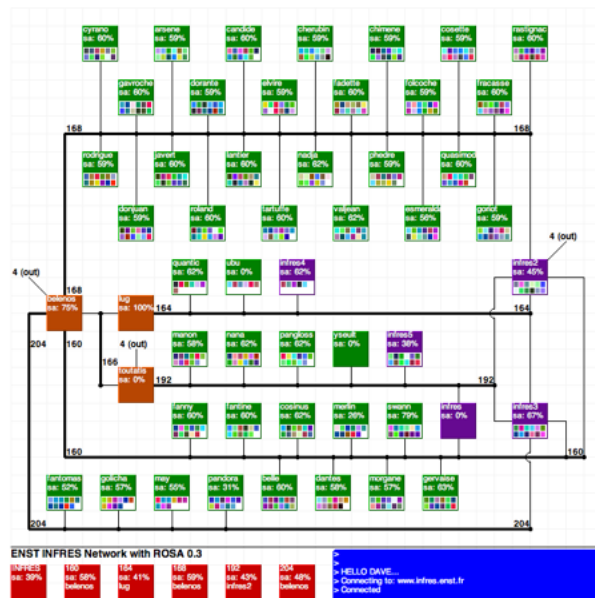 cyrano
sa: 60%
arsene
sa: 59%
candide
sa: 60%
cherubin
sa: 59%
chimene
sa: 59%
cosette
sa: 59%
rastignac
sa: 60%
gavroche
sa: 60%
dorante
sa: 59%
elvire
sa: 59%
fadette
sa: 60%
folcoche
sa: 59%
fracasse
sa: 60%
168
168
rodrigue
sa: 59%
javert
sa: 60%
lantier
sa: 60%
nadja
sa: 62%
phedre
sa: 59%
quasimod
sa: 60%
donjuan
sa: 59%
roland
sa: 60%
tartuffe
sa: 60%
valjean
sa: 62%
esmerald
sa: 56%
goriot
sa: 59%
4 (out)
4 (out)
quantic
sa: 62%
ubu
sa: 0%
infres4
sa: 62%
infres2
sa: 45%
168
belenos
sa: 75%
lug
sa: 100%
164
164
204
160
166
4 (out)
manon
sa: 58%
nana
sa: 62%
pangloss
sa: 62%
yseult
sa: 0%
infres5
sa: 38%
toutatis
sa: 0%
192
192
fanny
sa: 60%
fantine
sa: 60%
cosinus
sa: 62%
merlin
sa: 26%
swann
sa: 79%
infres
sa: 0%
infres3
sa: 67%
160
160
fantomas
sa: 52%
golicha
sa: 57%
may
sa: 55%
pandora
sa: 31%
belle
sa: 60%
dantes
sa: 58%
morgane
sa: 57%
gervaise
sa: 63%
204
204
ENST INFRES Network with ROSA 0.3
INFRES
sa: 39%
160
sa: 58%
belenos
164
sa: 41%
lug
168
sa: 59%
belenos
192
sa: 43%
infres2
204
sa: 48%
belenos
>
>
> HELLO DAVE...
> Connecting to: www.infres.enst.fr
> Connected